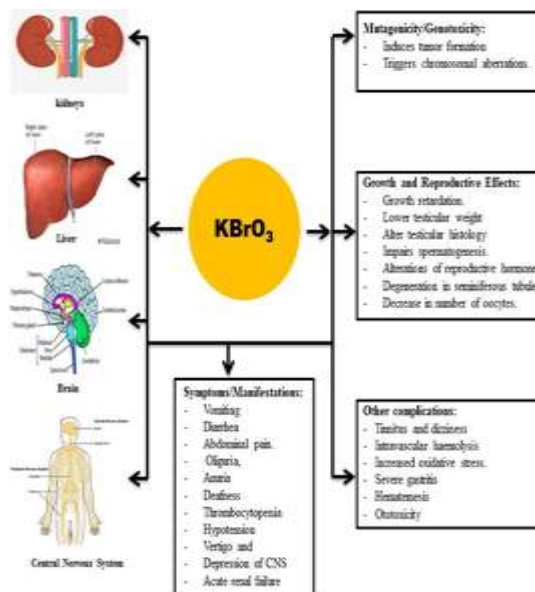 kidneys
Liver
Brain
Central Nervous System
KBrO3
Symptoms/Manifestations:
- Vomiting
- Diarrhea
- Abdominal pain.
- Oliguria,
- Anuria
- Deafness
- Thrombocytopenia
- Hypotension
- Vertigo and
- Depression of CNS
- Acute renal failure
Mutagenicity/Genotoxicity:
- Induces tumor formation
- Triggers chromosomal aberrations.
Growth and Reproductive Effects:
- Growth retardation.
- Lower testicular weight
- Alter testicular histology
- Impairs spermatogenesis.
- Alterations of reproductive hormone
- Degeneration in seminiferous tubule
- Decrease in number of oocytes.
Other complications:
- Tinnitus and dizziness
- Intravascular haemolysis
- Increased oxidative stress.
- Severe gastritis
- Hematemesis
- Ototoxicity